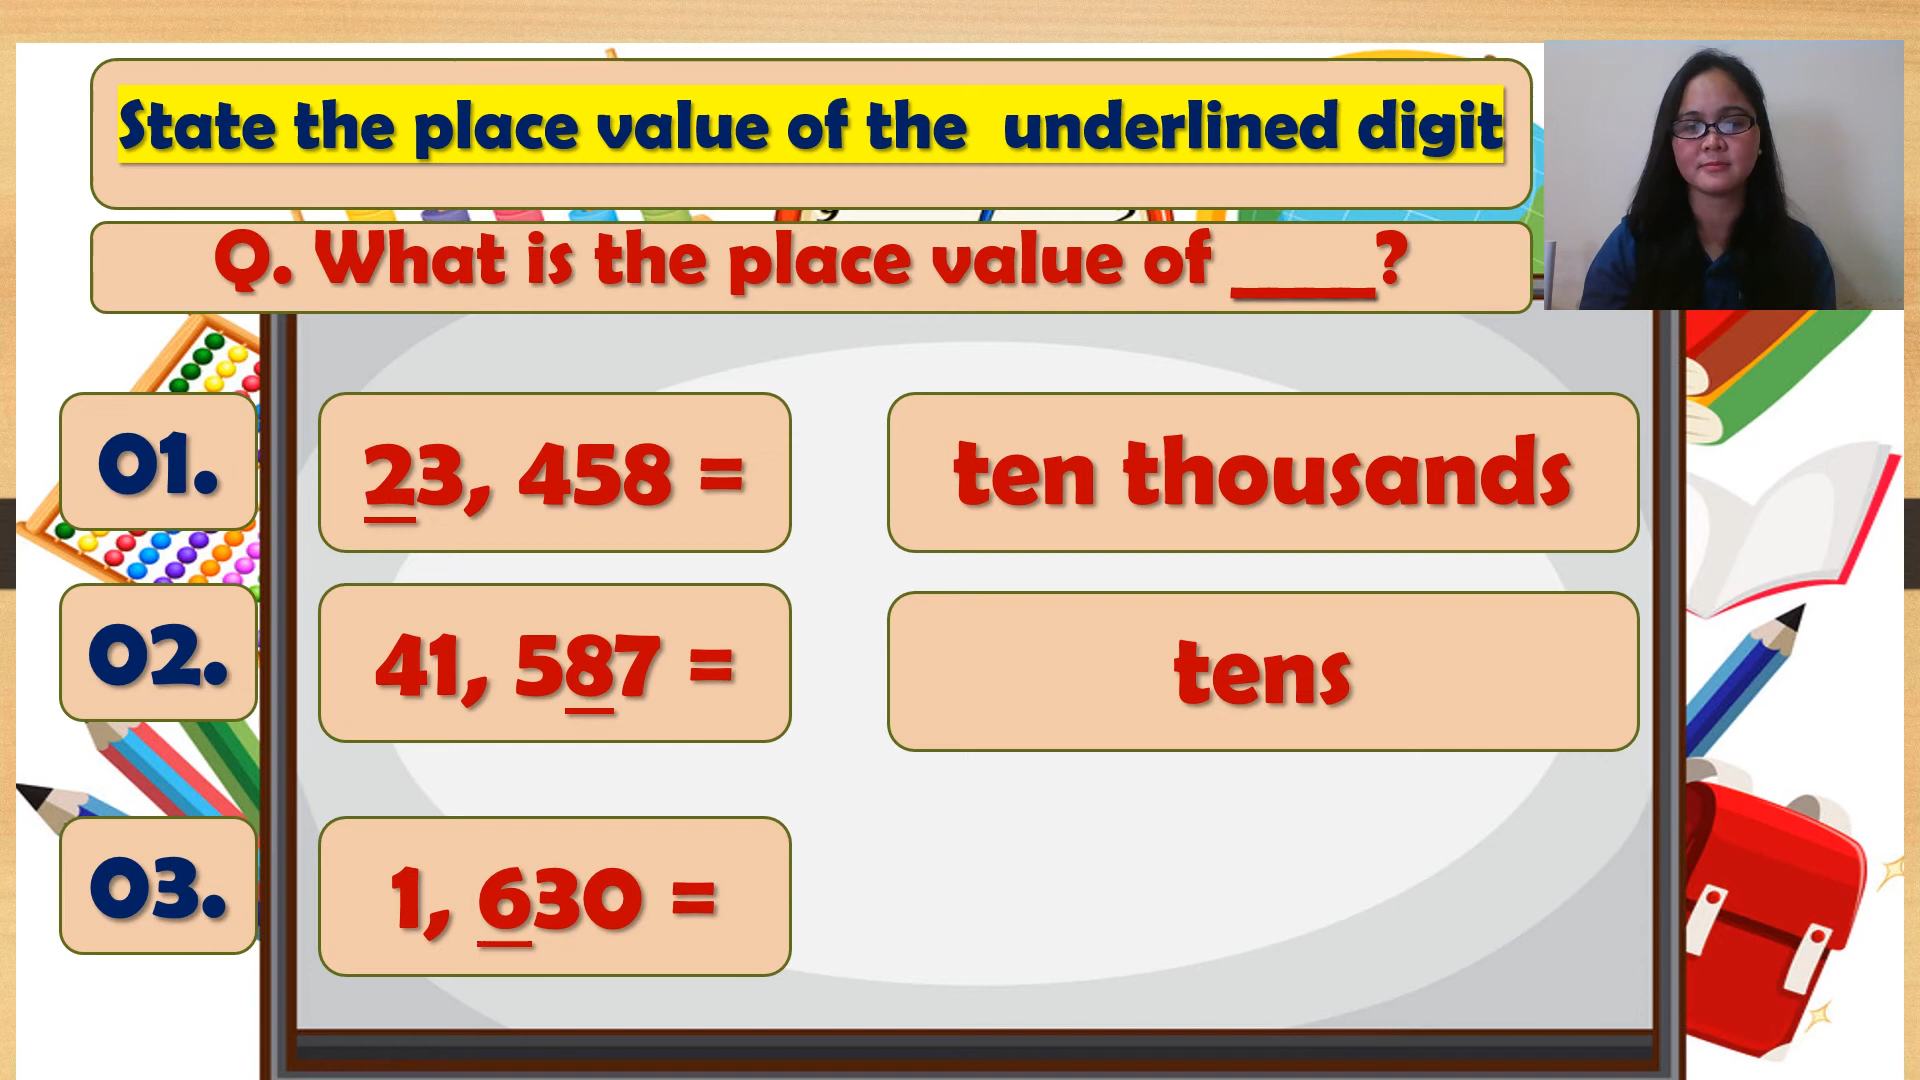 State the place value of the underlined digit
Q. What is the place value of ____?
01.
23, 458 =
ten thousands
02.
41, 587 =
tens
03.
1, 630 =